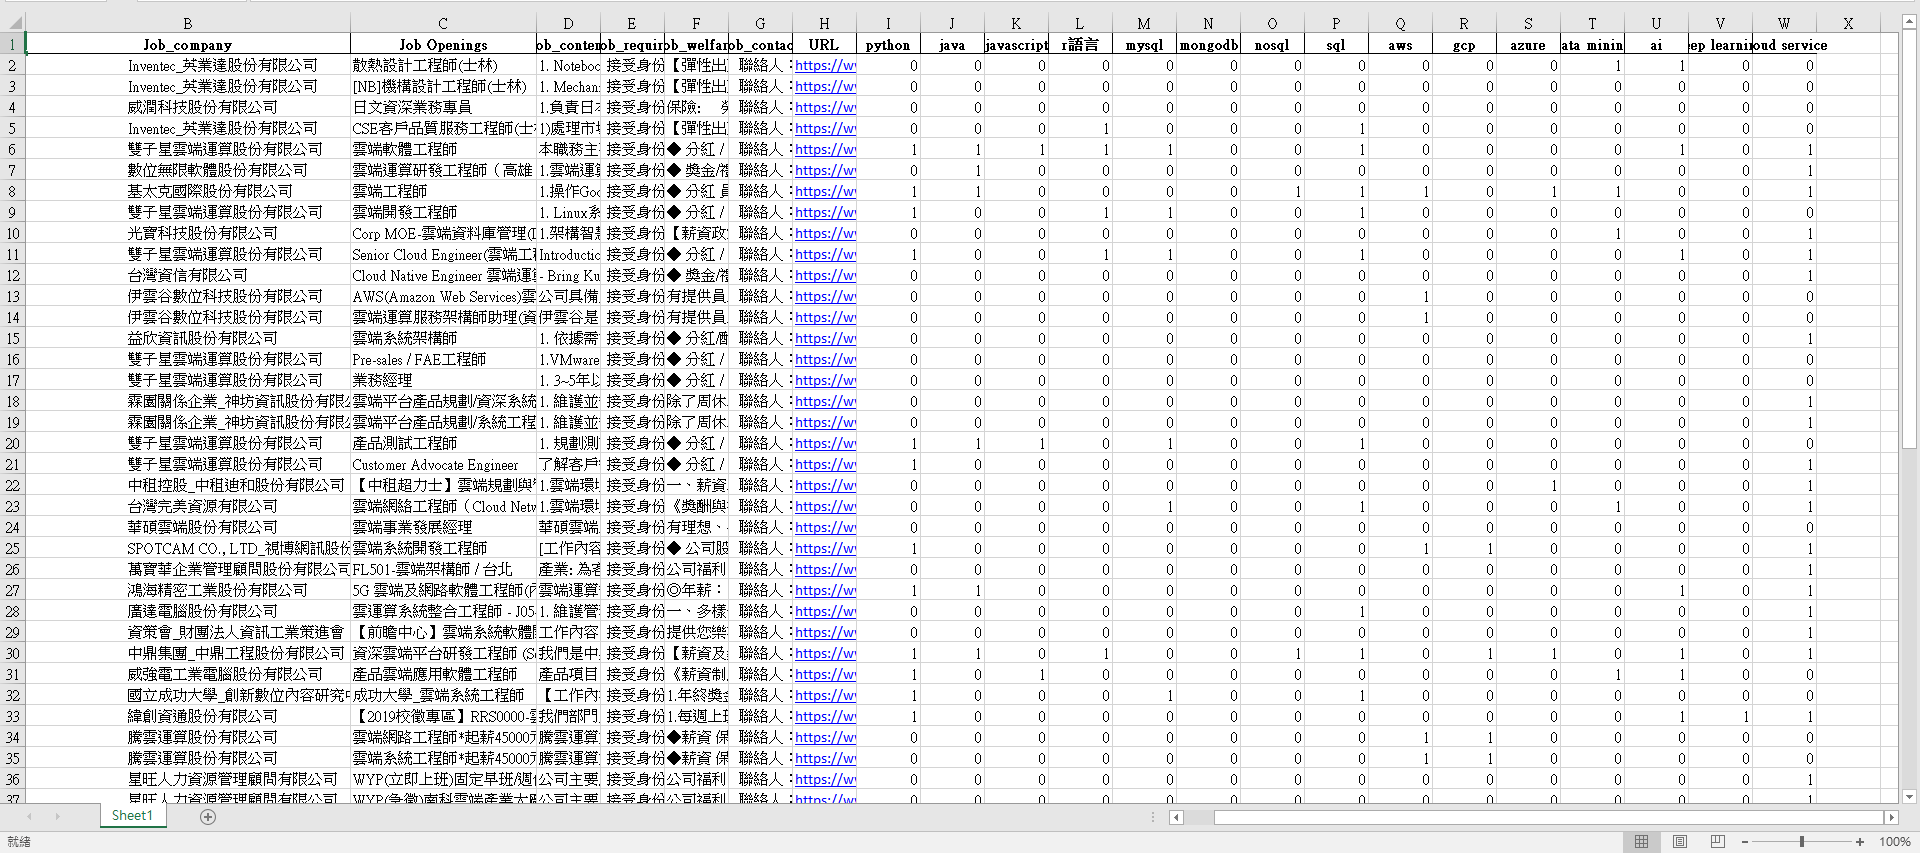 B C D E F G H I J K L M N O P Q R S T U V W X
1 Job_company Job Openings ob_conten ob_require ob_welfar ob_contac URL python java javascript r語言 mysql mongodb nosql sql aws gcp azure ata minin ai ep learnin oud service
2 Inventec_英業達股份有限公司 散熱設計工程師(士林) 1. Noteboo 接受身份 【彈性出 聯絡人： https://ww 0 0 0 0 0 0 0 0 0 0 0 1 1 0 0
3 Inventec_英業達股份有限公司 [NB]機構設計工程師(士林) 1. Mechani 接受身份 【彈性出 聯絡人： https://ww 0 0 0 0 0 0 0 0 0 0 0 0 0 0 0
4 威潤科技股份有限公司 日文資深業務專員 1.負責日本 接受身份 保險: 勞 聯絡人： https://ww 0 0 0 0 0 0 0 0 0 0 0 0 0 0 0
5 Inventec_英業達股份有限公司 CSE客戶品質服務工程師(士 1)處理市場 接受身份 【彈性出 聯絡人： https://ww 0 0 0 1 0 0 0 1 0 0 0 0 0 0 0
6 雙子星雲端運算股份有限公司 雲端軟體工程師 本職務主 接受身份 ◆ 分紅 / 聯絡人： https://ww 1 1 1 1 1 0 0 1 0 0 0 0 1 0 1
7 數位無限軟體股份有限公司 雲端運算研發工程師（高雄 1.雲端運算 接受身份 ◆ 獎金/禮 聯絡人： https://ww 0 1 0 0 0 0 0 0 0 0 0 0 0 0 1
8 基太克國際股份有限公司 雲端工程師 1.操作Goo 接受身份 ◆ 分紅 員 聯絡人： https://ww 1 1 0 0 0 0 1 1 1 0 1 1 0 0 1
9 雙子星雲端運算股份有限公司 雲端開發工程師 1. Linux系 接受身份 ◆ 分紅 / 聯絡人： https://ww 1 0 0 1 1 0 0 1 0 0 0 0 0 0 0
10 光寶科技股份有限公司 Corp MOE-雲端資料庫管理(D 1.架構智慧 接受身份 【薪資政 聯絡人： https://ww 0 0 0 0 0 0 0 0 0 0 0 1 0 0 1
11 雙子星雲端運算股份有限公司 Senior Cloud Engineer(雲端工程 Introductio 接受身份 ◆ 分紅 / 聯絡人： https://ww 1 0 0 1 1 0 0 1 0 0 0 0 1 0 1
12 台灣資信有限公司 Cloud Native Engineer 雲端運算 - Bring Ku 接受身份 ◆ 獎金/禮 聯絡人： https://ww 0 0 0 0 0 0 0 0 0 0 0 0 0 0 1
13 伊雲谷數位科技股份有限公司 AWS(Amazon Web Services)雲 公司具備 接受身份 有提供員 聯絡人： https://ww 0 0 0 0 0 0 0 0 1 0 0 0 0 0 0
14 伊雲谷數位科技股份有限公司 雲端運算服務架構師助理(資 伊雲谷是 接受身份 有提供員 聯絡人： https://ww 0 0 0 0 0 0 0 0 1 0 0 0 0 0 0
15 益欣資訊股份有限公司 雲端系統架構師 1. 依據需 接受身份 ◆ 分紅/配 聯絡人： https://ww 0 0 0 0 0 0 0 0 0 0 0 0 0 0 1
16 雙子星雲端運算股份有限公司 Pre-sales / FAE工程師 1.VMware 接受身份 ◆ 分紅 / 聯絡人： https://ww 0 0 0 0 0 0 0 0 0 0 0 0 0 0 0
17 雙子星雲端運算股份有限公司 業務經理 1. 3~5年以 接受身份 ◆ 分紅 / 聯絡人： https://ww 0 0 0 0 0 0 0 0 0 0 0 0 0 0 0
18 霖園關係企業_神坊資訊股份有限公 雲端平台產品規劃/資深系統 1. 維護並 接受身份 除了周休 聯絡人： https://ww 0 0 0 0 0 0 0 0 0 0 0 0 0 0 1
19 霖園關係企業_神坊資訊股份有限公 雲端平台產品規劃/系統工程 1. 維護並 接受身份 除了周休 聯絡人： https://ww 0 0 0 0 0 0 0 0 0 0 0 0 0 0 1
20 雙子星雲端運算股份有限公司 產品測試工程師 1. 規劃測 接受身份 ◆ 分紅 / 聯絡人： https://ww 1 1 1 0 1 0 0 1 0 0 0 0 0 0 0
21 雙子星雲端運算股份有限公司 Customer Advocate Engineer 了解客戶 接受身份 ◆ 分紅 / 聯絡人： https://ww 1 0 0 0 0 0 0 0 0 0 0 0 0 0 1
22 中租控股_中租迪和股份有限公司 【中租超力士】雲端規劃與 1.雲端環境 接受身份 一、薪資 聯絡人： https://ww 0 0 0 0 0 0 0 0 0 0 1 0 0 0 1
23 台灣完美資源有限公司 雲端網絡工程師（Cloud Netw 1.雲端環境 接受身份 《獎酬與 聯絡人： https://ww 0 0 0 0 1 0 0 1 0 0 0 1 0 0 1
24 華碩雲端股份有限公司 雲端事業發展經理 華碩雲端 接受身份 有理想、 聯絡人： https://ww 0 0 0 0 0 0 0 0 0 0 0 0 0 0 0
25 SPOTCAM CO., LTD_視博網訊股份 雲端系統開發工程師 [工作內容 接受身份 ◆ 公司股 聯絡人： https://ww 1 0 0 0 0 0 0 0 1 1 0 0 0 0 1
26 萬寶華企業管理顧問股份有限公司 FL501-雲端架構師 / 台北 產業: 為客 接受身份 公司福利 聯絡人： https://ww 0 0 0 0 0 0 0 0 0 0 0 0 0 0 1
27 鴻海精密工業股份有限公司 5G 雲端及網路軟體工程師(內 雲端運算 接受身份 ◎年薪： 聯絡人： https://ww 1 1 0 0 0 0 0 0 0 0 0 0 1 0 1
28 廣達電腦股份有限公司 雲運算系統整合工程師 - J05 1. 維護管 接受身份 一、多樣 聯絡人： https://ww 0 0 0 0 0 0 0 1 0 0 0 0 0 0 1
29 資策會_財團法人資訊工業策進會 【前瞻中心】雲端系統軟體開 工作內容 接受身份 提供您樂 聯絡人： https://ww 0 0 0 0 0 0 0 0 0 0 0 0 0 0 1
30 中鼎集團_中鼎工程股份有限公司 資深雲端平台研發工程師 (Se 我們是中 接受身份 【薪資及 聯絡人： https://ww 1 1 0 1 0 0 1 1 0 1 1 0 1 0 1
31 威強電工業電腦股份有限公司 產品雲端應用軟體工程師 產品項目 接受身份 《薪資制 聯絡人： https://ww 1 0 1 0 0 0 0 0 0 0 0 1 1 0 0
32 國立成功大學_創新數位內容研究中 成功大學_雲端系統工程師 【工作內 接受身份 1.年終獎金 聯絡人： https://ww 1 0 0 0 1 0 0 1 0 0 0 0 0 0 0
33 緯創資通股份有限公司 【2019校徵專區】RRS0000-雲 我們部門 接受身份 1.每週上班 聯絡人： https://ww 1 0 0 0 0 0 0 0 0 0 0 0 1 1 1
34 騰雲運算股份有限公司 雲端網路工程師*起薪45000元 騰雲運算 接受身份 ◆薪資 保 聯絡人： https://ww 0 0 0 0 0 0 0 0 1 1 0 0 0 0 0
35 騰雲運算股份有限公司 雲端系統工程師*起薪45000元 騰雲運算 接受身份 ◆薪資 保 聯絡人： https://ww 0 0 0 0 0 0 0 0 1 1 0 0 0 0 0
36 星旺人力資源管理顧問有限公司 WYP(立即上班)固定早班/週休 公司主要 接受身份 公司福利 聯絡人： https://ww 0 0 0 0 0 0 0 0 0 0 0 0 0 0 1
37 星旺人力資源管理顧問有限公司 WYP(急徵)南科雲端產業大廠 公司主要 接受身份 公司福利 聯絡人： https://ww 0 0 0 0 0 0 0 0 0 0 0 0 0 0 1
Sheet1
就緒 100%